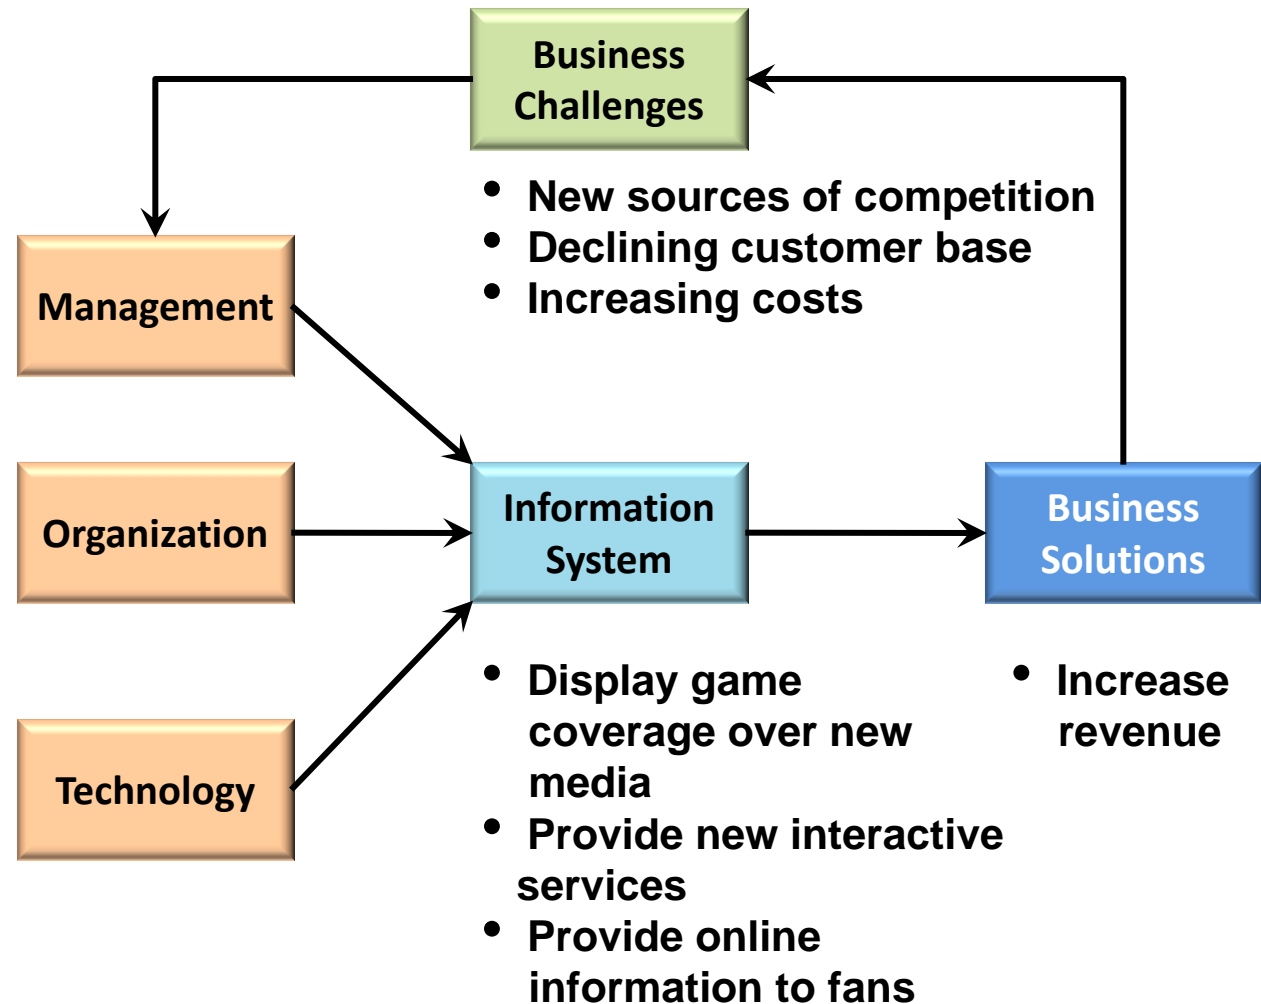 Business
Challenges
• New sources of competition
• Declining customer base
• Increasing costs
Management
Organization
Technology
Information
System
Business
Solutions
• Display game
coverage over new
media
• Provide new interactive
services
• Provide online
information to fans
• Increase
revenue